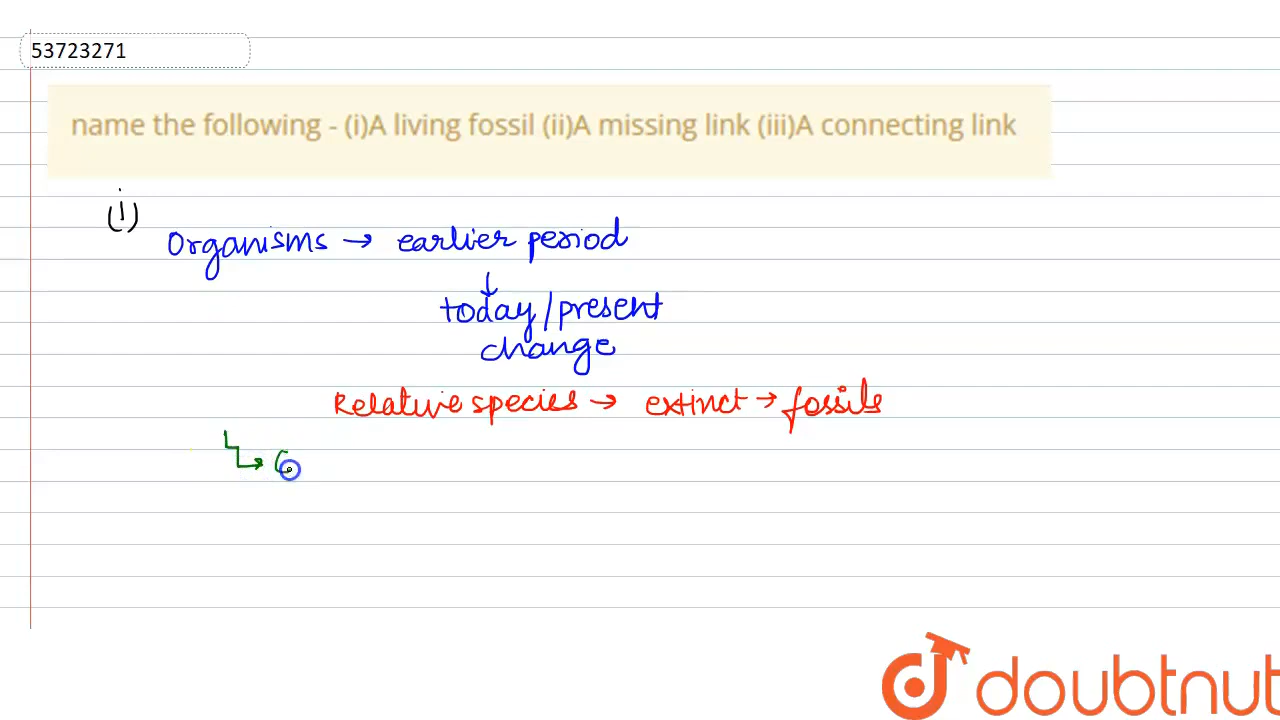 53723271
name the following - (i)A living fossil (ii)A missing link (iii)A connecting link
(i)
Organisms → earlier period
↓
today/present
change
Relative species → extinct → fossils
doubtnut